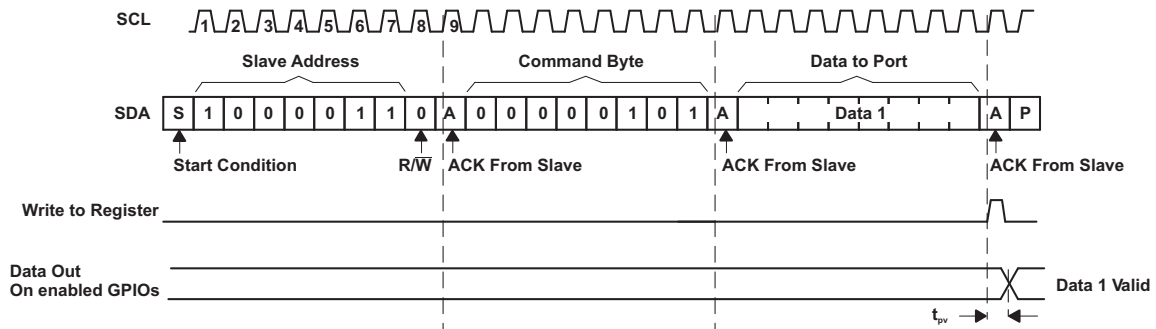 SCL 1 2 3 4 5 6 7 8 9
Slave Address Command Byte Data to Port
SDA S 1 0 0 0 0 1 1 0 A 0 0 0 0 0 1 0 1 A Data 1 A P
Start Condition R/W̅ ACK From Slave ACK From Slave ACK From Slave
Write to Register
Data Out
On enabled GPIOs
Data 1 Valid
tpv